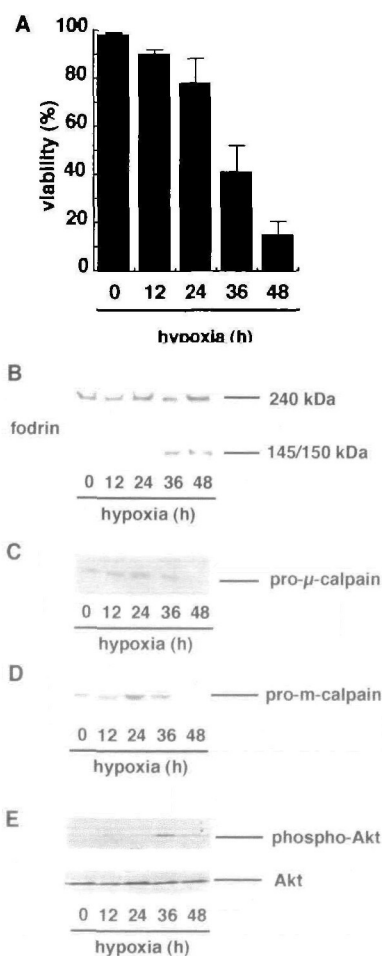 A
viability (%)
100
80
60
40
20
0
0 12 24 36 48
hypoxia (h)
B
fodrin
240 kDa
145/150 kDa
0 12 24 36 48
hypoxia (h)
C
pro-μ-calpain
0 12 24 36 48
hypoxia (h)
D
pro-m-calpain
0 12 24 36 48
hypoxia (h)
E
phospho-Akt
Akt
0 12 24 36 48
hypoxia (h)